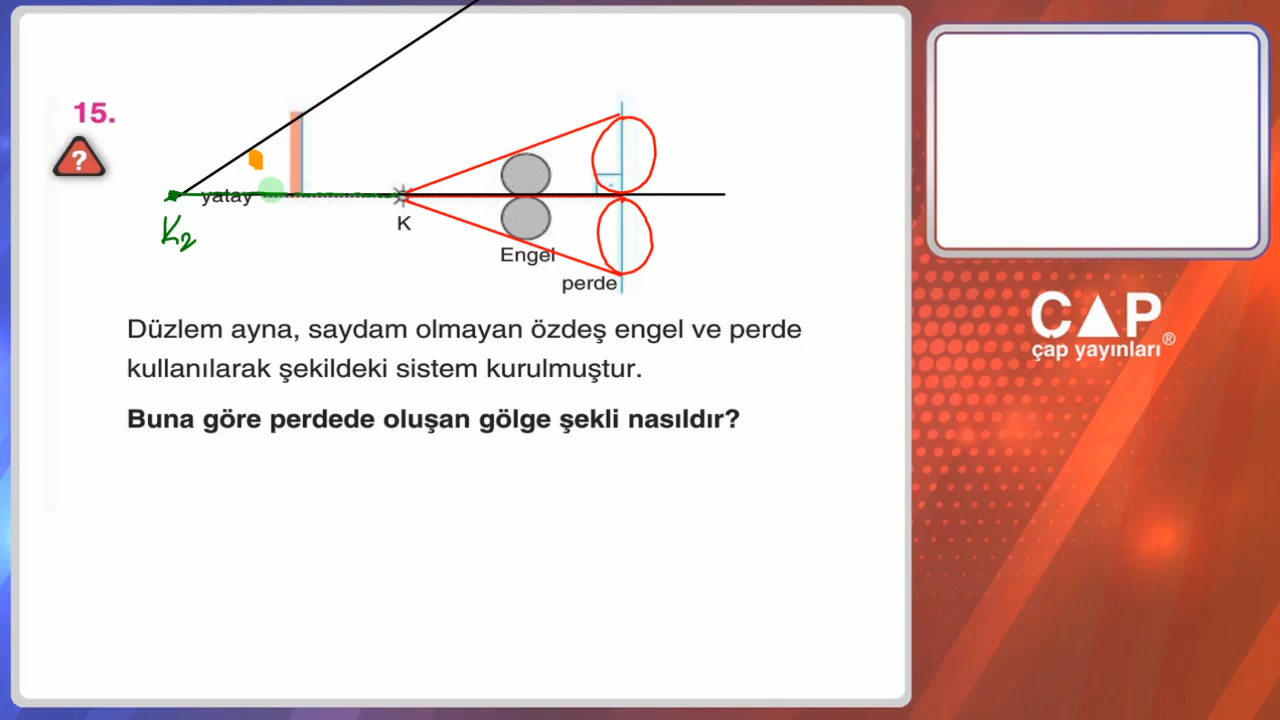 15.
?
yatay
K
K2
Engel
perde
Düzlem ayna, saydam olmayan özdeş engel ve perde
kullanılarak şekildeki sistem kurulmuştur.
Buna göre perdede oluşan gölge şekli nasıldır?
ÇAP
çap yayınları®